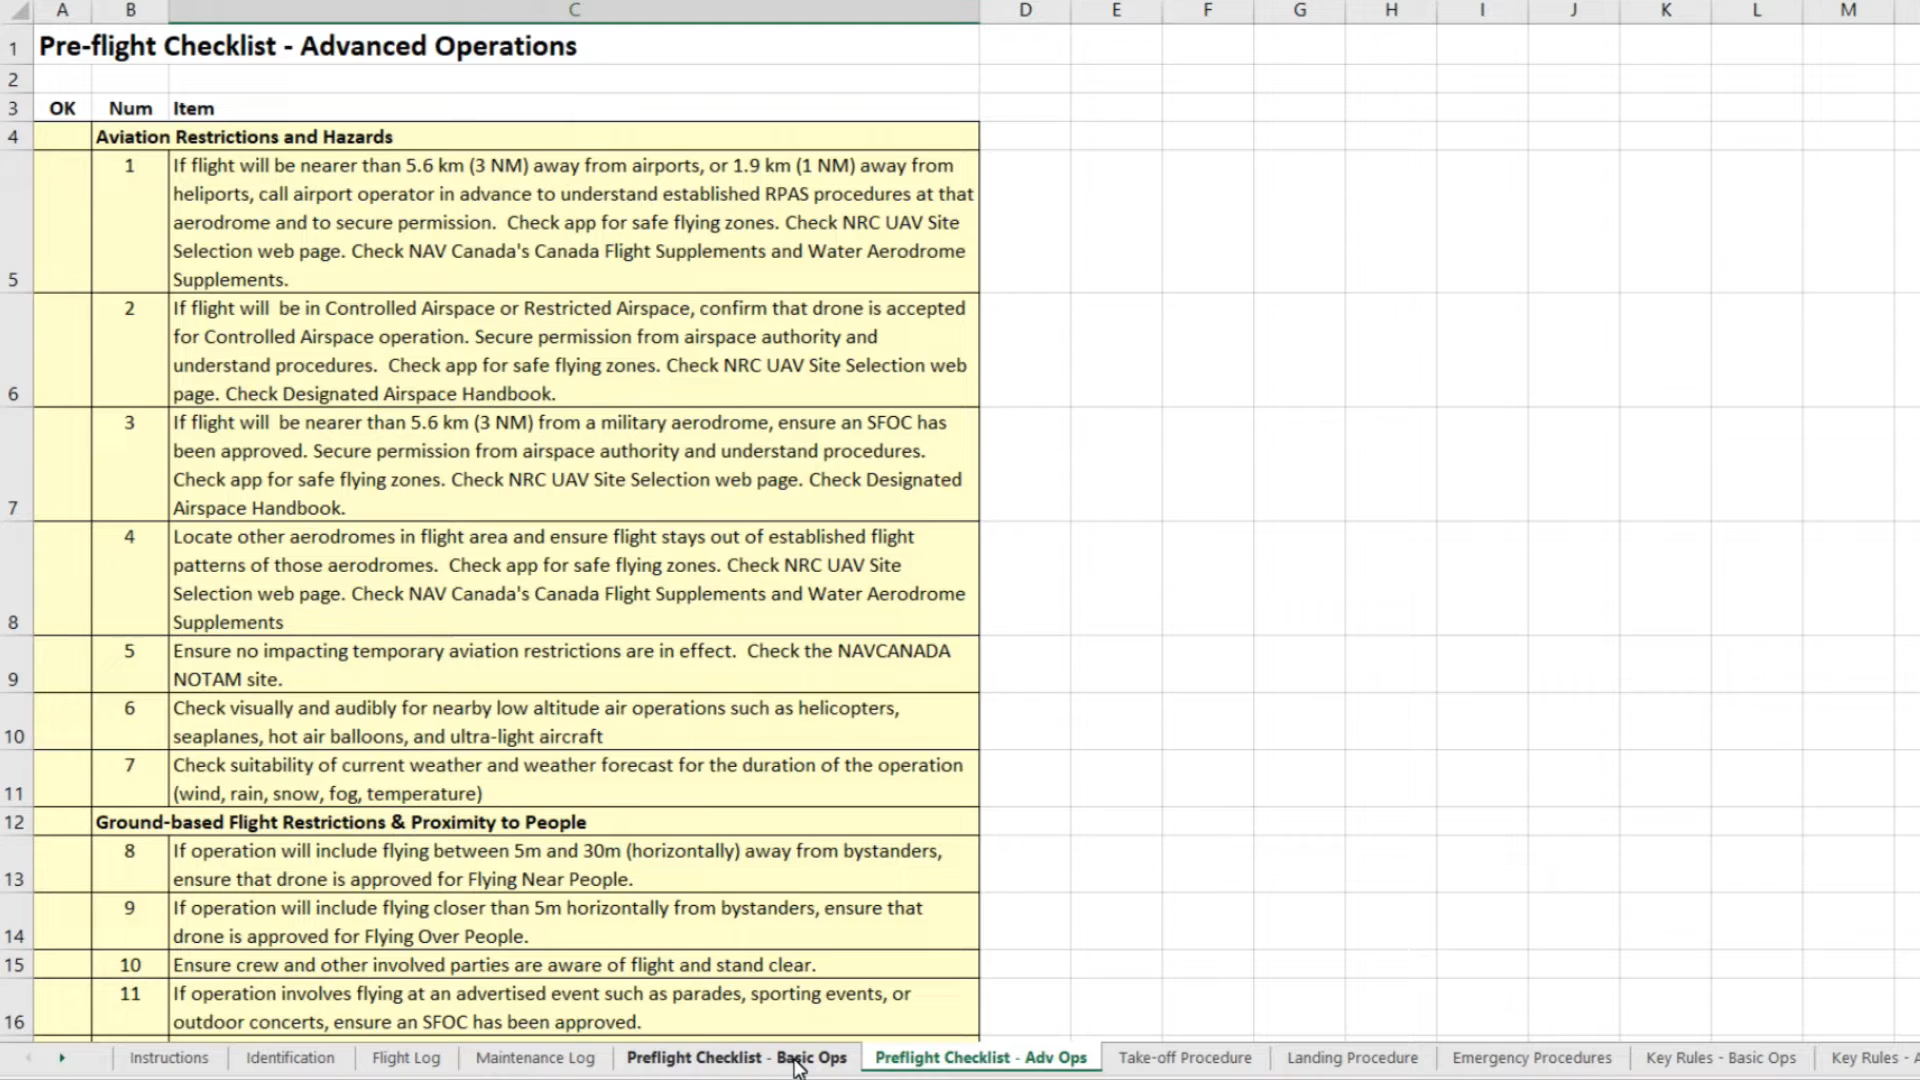 A B C D E F G H I J K L M
1 Pre-flight Checklist - Advanced Operations
2
3 OK Num Item
4 Aviation Restrictions and Hazards
1 If flight will be nearer than 5.6 km (3 NM) away from airports, or 1.9 km (1 NM) away from
heliports, call airport operator in advance to understand established RPAS procedures at that
aerodrome and to secure permission.  Check app for safe flying zones. Check NRC UAV Site
Selection web page. Check NAV Canada's Canada Flight Supplements and Water Aerodrome
5 Supplements.
2 If flight will  be in Controlled Airspace or Restricted Airspace, confirm that drone is accepted
for Controlled Airspace operation. Secure permission from airspace authority and
understand procedures.  Check app for safe flying zones. Check NRC UAV Site Selection web
6 page. Check Designated Airspace Handbook.
3 If flight will  be nearer than 5.6 km (3 NM) from a military aerodrome, ensure an SFOC has
been approved. Secure permission from airspace authority and understand procedures.
Check app for safe flying zones. Check NRC UAV Site Selection web page. Check Designated
7 Airspace Handbook.
4 Locate other aerodromes in flight area and ensure flight stays out of established flight
patterns of those aerodromes.  Check app for safe flying zones. Check NRC UAV Site
Selection web page. Check NAV Canada's Canada Flight Supplements and Water Aerodrome
8 Supplements
5 Ensure no impacting temporary aviation restrictions are in effect.  Check the NAVCANADA
9 NOTAM site.
6 Check visually and audibly for nearby low altitude air operations such as helicopters,
10 seaplanes, hot air balloons, and ultra-light aircraft
7 Check suitability of current weather and weather forecast for the duration of the operation
11 (wind, rain, snow, fog, temperature)
12 Ground-based Flight Restrictions & Proximity to People
8 If operation will include flying between 5m and 30m (horizontally) away from bystanders,
13 ensure that drone is approved for Flying Near People.
9 If operation will include flying closer than 5m horizontally from bystanders, ensure that
14 drone is approved for Flying Over People.
15 10 Ensure crew and other involved parties are aware of flight and stand clear.
11 If operation involves flying at an advertised event such as parades, sporting events, or
16 outdoor concerts, ensure an SFOC has been approved.
Instructions Identification Flight Log Maintenance Log Preflight Checklist - Basic Ops Preflight Checklist - Adv Ops Take-off Procedure Landing Procedure Emergency Procedures Key Rules - Basic Ops Key Rules - A